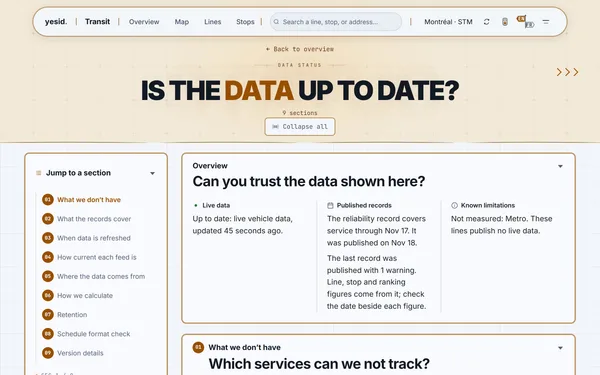 yesid. Transit Overview Map Lines Stops Search a line, stop, or address... Montréal · STM EN FR
← Back to overview
DATA STATUS
IS THE DATA UP TO DATE?
9 sections
Collapse all
Jump to a section
01 What we don't have
02 What the records cover
03 When data is refreshed
04 How current each feed is
05 Where the data comes from
06 How we calculate
07 Retention
08 Schedule format check
09 Version details
Overview
Can you trust the data shown here?
Live data
Up to date: live vehicle data,
updated 45 seconds ago.
Published records
The reliability record covers
service through Nov 17. It
was published on Nov 18.
The last record was
published with 1 warning.
Line, stop and ranking
figures come from it; check
the date beside each figure.
Known limitations
Not measured: Metro. These
lines publish no live data.
01 What we don't have
Which services can we not track?